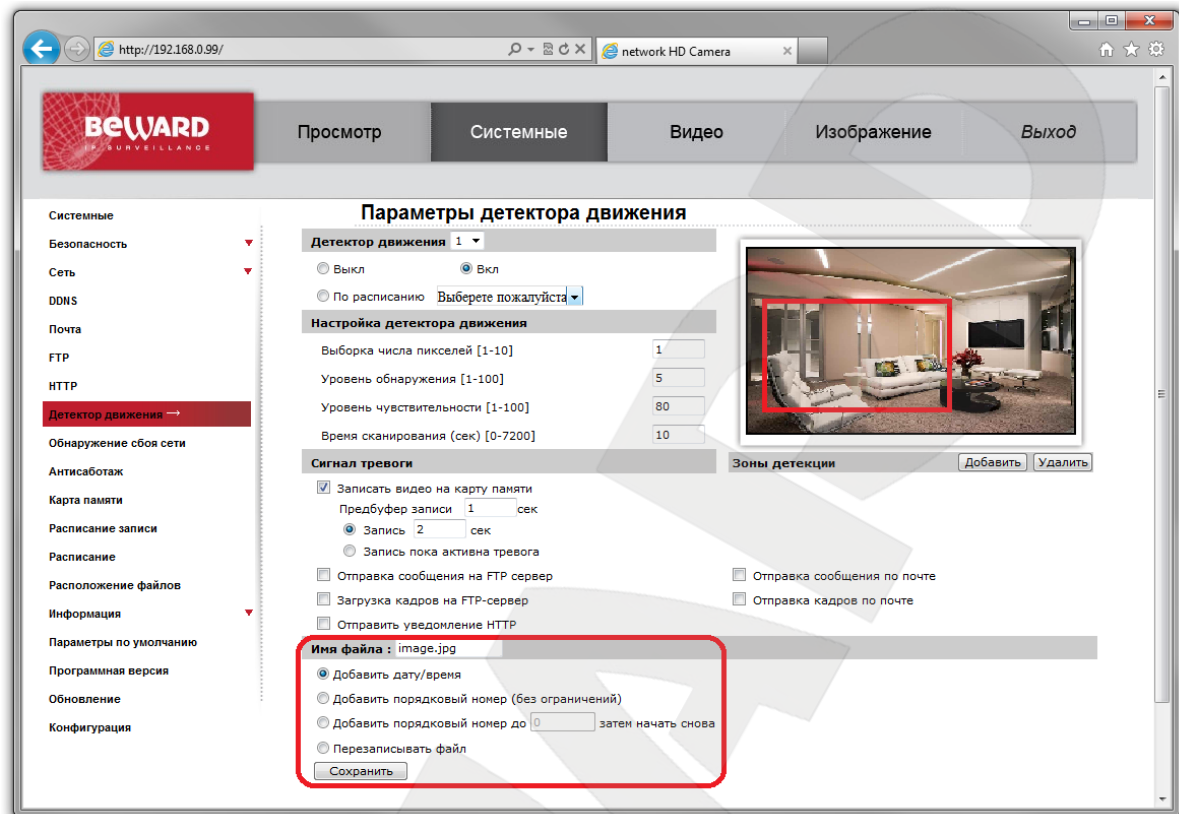 http://192.168.0.99/
network HD Camera
BEWARD
IP SURVEILLANCE
Просмотр
Системные
Видео
Изображение
Выход
Системные
Безопасность
Сеть
DDNS
Почта
FTP
HTTP
Детектор движения →
Обнаружение сбоя сети
Антисаботаж
Карта памяти
Расписание записи
Расписание
Расположение файлов
Информация
Параметры по умолчанию
Программная версия
Обновление
Конфигурация
Параметры детектора движения
Детектор движения 1
Выкл Вкл
По расписанию Выберете пожалуйста
Настройка детектора движения
Выборка числа пикселей [1-10] 1
Уровень обнаружения [1-100] 5
Уровень чувствительности [1-100] 80
Время сканирования (сек) [0-7200] 10
Сигнал тревоги
Зоны детекции Добавить Удалить
Записать видео на карту памяти
Предбуфер записи 1 сек
Запись 2 сек
Запись пока активна тревога
Отправка сообщения на FTP сервер
Отправка сообщения по почте
Загрузка кадров на FTP-сервер
Отправка кадров по почте
Отправить уведомление HTTP
Имя файла : image.jpg
Добавить дату/время
Добавить порядковый номер (без ограничений)
Добавить порядковый номер до 0 затем начать снова
Перезаписывать файл
Сохранить